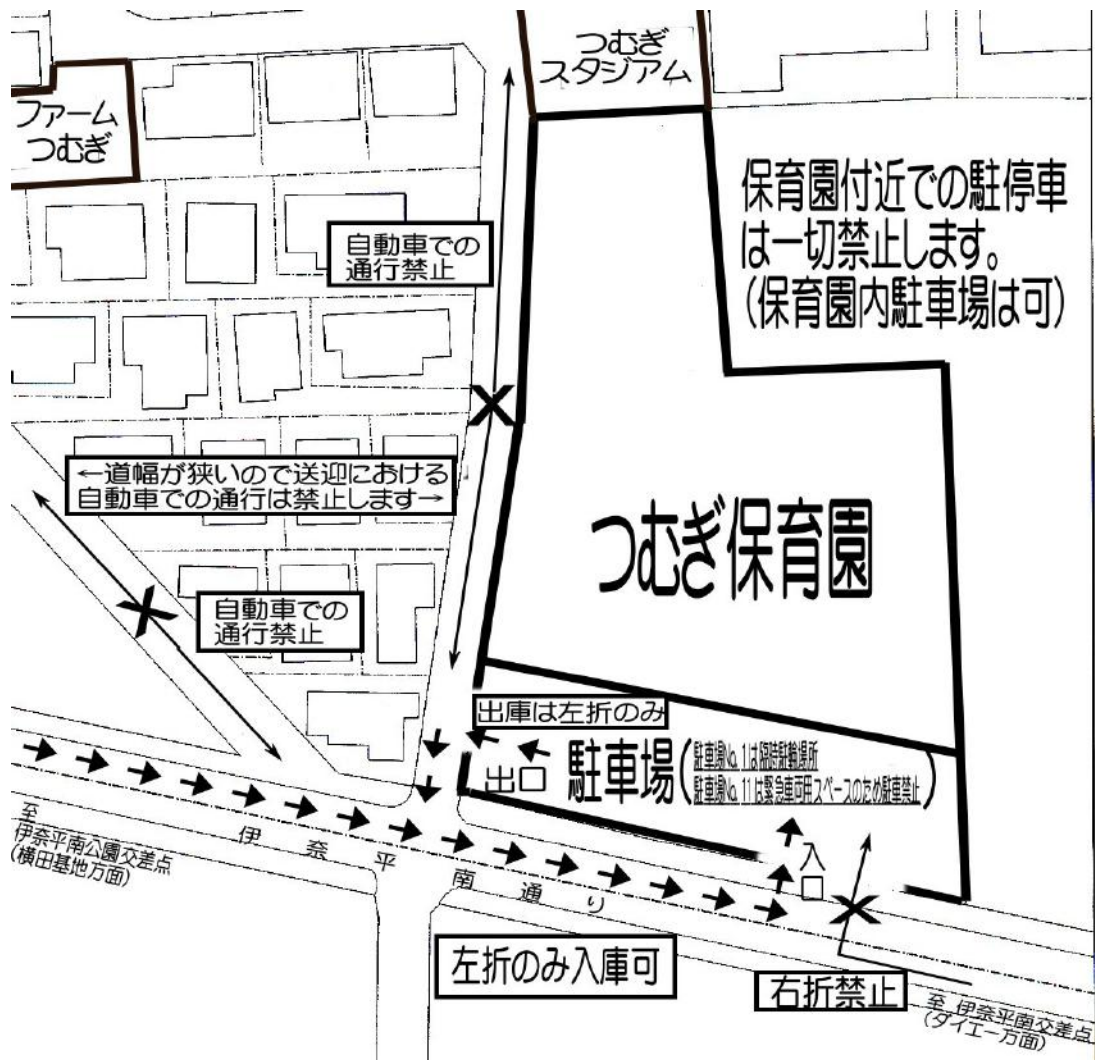 つむぎ
スタジアム
ファーム
つむぎ
保育園付近での駐停車
は一切禁止します。
(保育園内駐車場は可)
自動車での
通行禁止
←道幅が狭いので送迎における
自動車での通行は禁止します→
つむぎ保育園
自動車での
通行禁止
出庫は左折のみ
出口
駐車場
(駐車場No.1は臨時駐輪場所
駐車場No.11は緊急車両用スペースのため駐車禁止)
入口
至
伊奈平南公園交差点
(横田基地方面)
伊奈平南通り
左折のみ入庫可
右折禁止
至 伊奈平南交差点
(ダイエー方面)